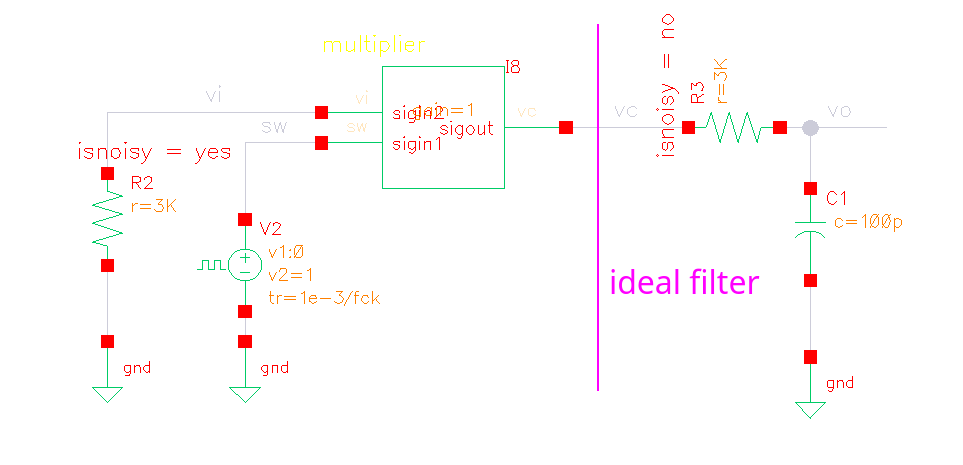 multiplier
I8
vi
vi
sigin2
gain=1
sw
sw
sigin1
sigout
vc
vc
isnoisy = no
R3
r=3K
vo
isnoisy = yes
R2
r=3K
V2
v1:0
v2=1
tr=1e-3/fck
C1
c=100p
ideal filter
gnd
gnd
gnd